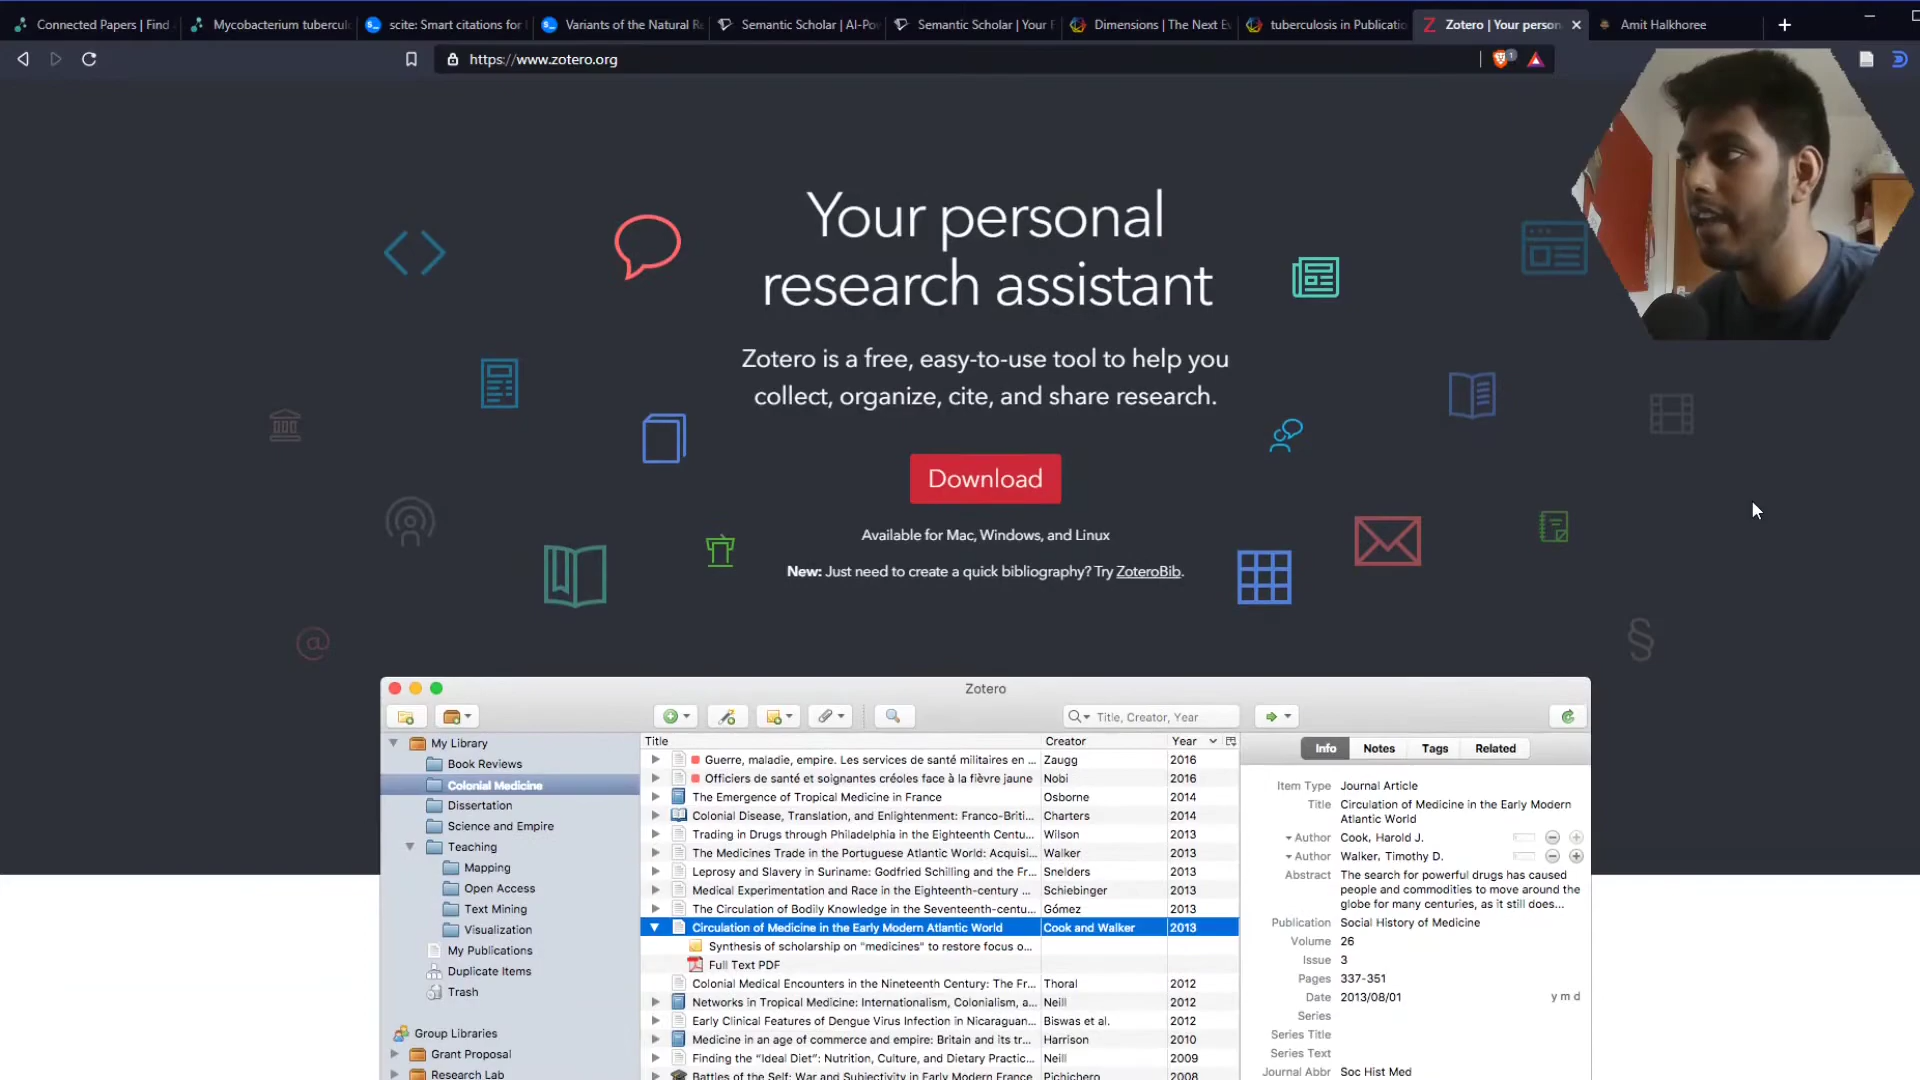 Connected Papers | Find
Mycobacterium tubercul
scite: Smart citations for
Variants of the Natural R
Semantic Scholar | AI-Po
Semantic Scholar | Your
Dimensions | The Next E
tuberculosis in Publicatio
Zotero | Your person
Amit Halkhoree
https://www.zotero.org
Your personal
research assistant
Zotero is a free, easy-to-use tool to help you
collect, organize, cite, and share research.
Download
Available for Mac, Windows, and Linux
New: Just need to create a quick bibliography? Try ZoteroBib.
Zotero
Title, Creator, Year
My Library
Book Reviews
Colonial Medicine
Dissertation
Science and Empire
Teaching
Mapping
Open Access
Text Mining
Visualization
My Publications
Duplicate Items
Trash
Group Libraries
Grant Proposal
Research Lab
Title Creator Year
Guerre, maladie, empire. Les services de santé militaires en ... Zaugg 2016
Officiers de santé et soignantes créoles face à la fièvre jaune Nobi 2016
The Emergence of Tropical Medicine in France Osborne 2014
Colonial Disease, Translation, and Enlightenment: Franco-Briti... Charters 2014
Trading in Drugs through Philadelphia in the Eighteenth Centu... Wilson 2013
The Medicines Trade in the Portuguese Atlantic World: Acquisi... Walker 2013
Leprosy and Slavery in Suriname: Godfried Schilling and the Fr... Snelders 2013
Medical Experimentation and Race in the Eighteenth-century ... Schiebinger 2013
The Circulation of Bodily Knowledge in the Seventeenth-centu... Gómez 2013
Circulation of Medicine in the Early Modern Atlantic World Cook and Walker 2013
Synthesis of scholarship on "medicines" to restore focus o...
Full Text PDF
Colonial Medical Encounters in the Nineteenth Century: The Fr... Thoral 2012
Networks in Tropical Medicine: Internationalism, Colonialism, a... Neill 2012
Early Clinical Features of Dengue Virus Infection in Nicaraguan... Biswas et al. 2012
Medicine in an age of commerce and empire: Britain and its tr... Harrison 2010
Finding the “Ideal Diet”: Nutrition, Culture, and Dietary Practic... Neill 2009
Battles of the Self: War and Subjectivity in Early Modern France Pichichero 2008
Info Notes Tags Related
Item Type Journal Article
Title Circulation of Medicine in the Early Modern
Atlantic World
Author Cook, Harold J.
Author Walker, Timothy D.
Abstract The search for powerful drugs has caused
people and commodities to move around the
globe for many centuries, as it still does...
Publication Social History of Medicine
Volume 26
Issue 3
Pages 337-351
Date 2013/08/01 y m d
Series
Series Title
Series Text
Journal Abbr Soc Hist Med